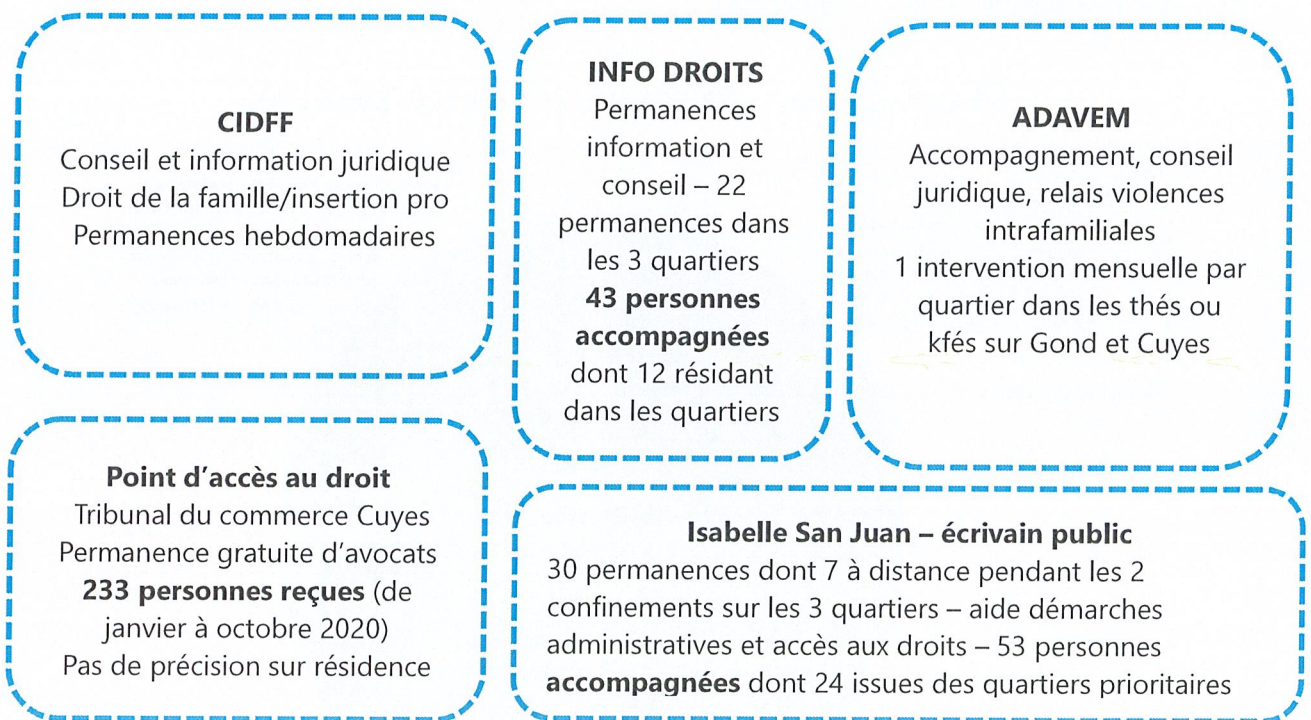 CIDFF
Conseil et information juridique
Droit de la famille/insertion pro
Permanences hebdomadaires
INFO DROITS
Permanences
information et
conseil – 22
permanences dans
les 3 quartiers
43 personnes
accompagnées
dont 12 résidant
dans les quartiers
ADAVEM
Accompagnement, conseil
juridique, relais violences
intrafamiliales
1 intervention mensuelle par
quartier dans les thés ou
kfés sur Gond et Cuyes
Point d'accès au droit
Tribunal du commerce Cuyes
Permanence gratuite d'avocats
233 personnes reçues (de
janvier à octobre 2020)
Pas de précision sur résidence
Isabelle San Juan – écrivain public
30 permanences dont 7 à distance pendant les 2
confinements sur les 3 quartiers – aide démarches
administratives et accès aux droits – 53 personnes
accompagnées dont 24 issues des quartiers prioritaires